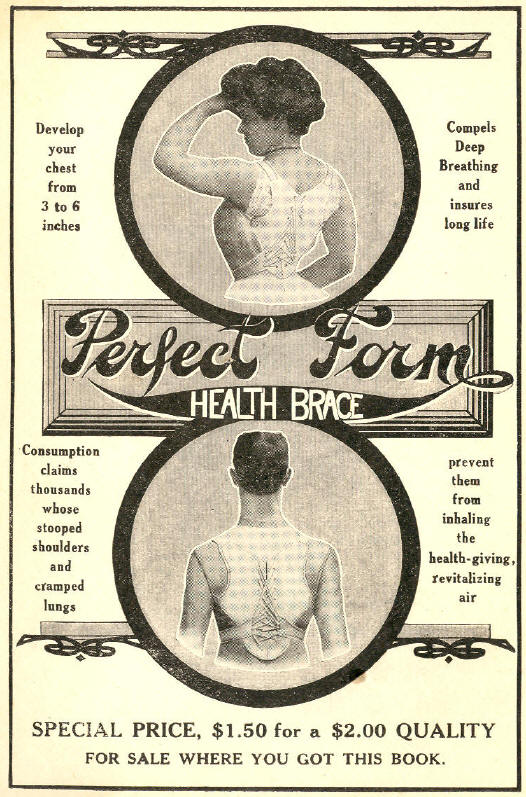 Develop
your
chest
from
3 to 6
inches
Compels
Deep
Breathing
and
insures
long life
Perfect Form
HEALTH BRACE
Consumption
claims
thousands
whose
stooped
shoulders
and
cramped
lungs
prevent
them
from
inhaling
the
health-giving,
revitalizing
air
SPECIAL PRICE, $1.50 for a $2.00 QUALITY
FOR SALE WHERE YOU GOT THIS BOOK.